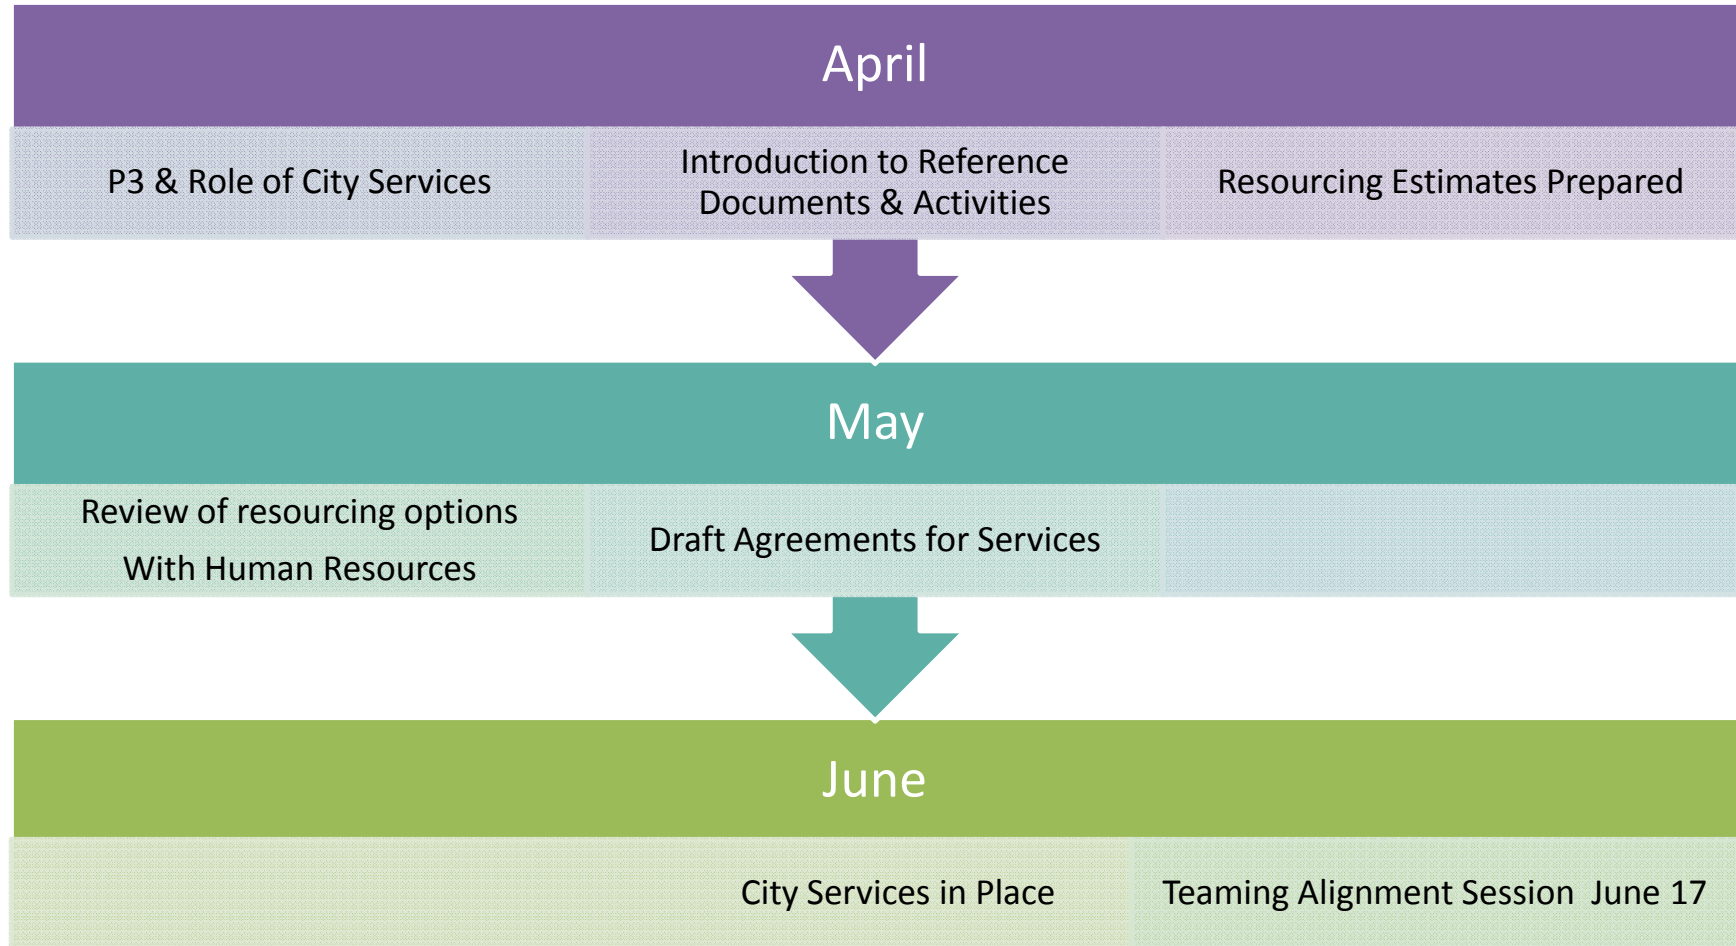 April
P3 & Role of City Services
Introduction to Reference
Documents & Activities
Resourcing Estimates Prepared
May
Review of resourcing options
With Human Resources
Draft Agreements for Services
June
City Services in Place
Teaming Alignment Session  June 17